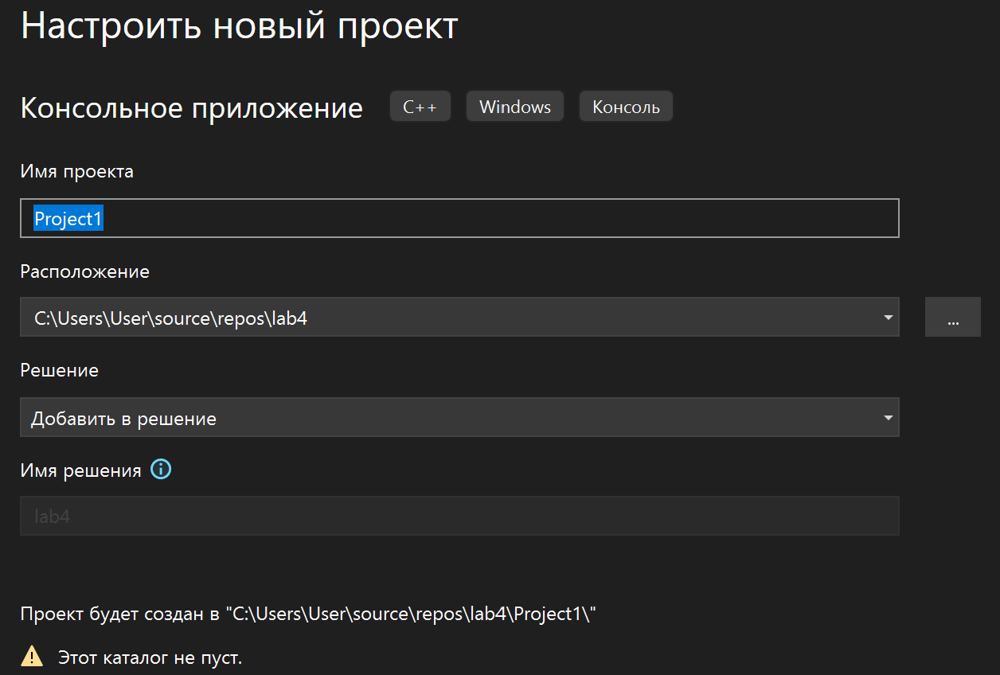 Настроить новый проект
Консольное приложение C++ Windows Консоль
Имя проекта
Project1
Расположение
C:\Users\User\source\repos\lab4
...
Решение
Добавить в решение
Имя решения
lab4
Проект будет создан в "C:\Users\User\source\repos\lab4\Project1\"
Этот каталог не пуст.